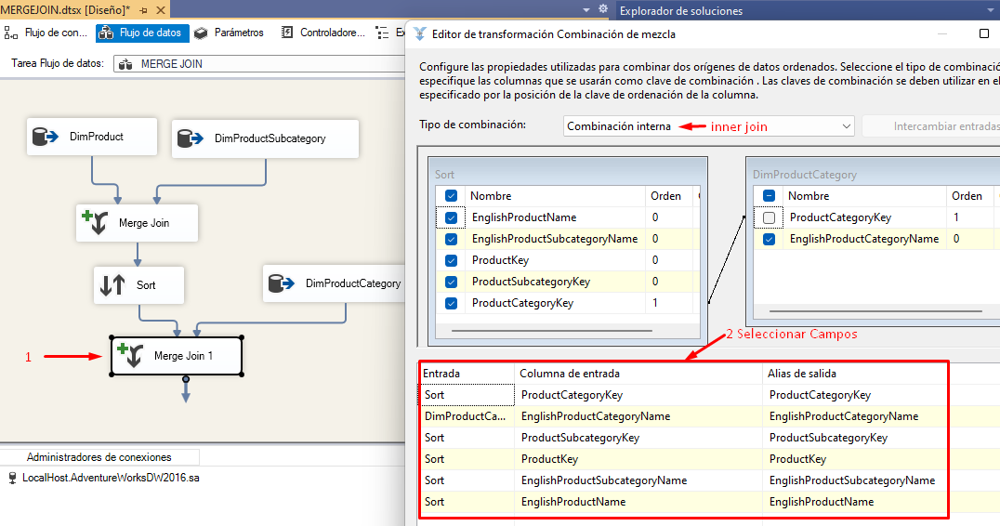 MERGEJOIN.dtsx [Diseño]*
Explorador de soluciones
Flujo de con...
Flujo de datos
Parámetros
Controladore...
Tarea Flujo de datos:
MERGE JOIN
DimProduct
DimProductSubcategory
Merge Join
Sort
DimProductCategory
1
Merge Join 1
Administradores de conexiones
LocalHost.AdventureWorksDW2016.sa
Editor de transformación Combinación de mezcla
Configure las propiedades utilizadas para combinar dos orígenes de datos ordenados. Seleccione el tipo de combinació
especifique las columnas que se usarán como clave de combinación . Las claves de combinación se deben utilizar en el
especificado por la posición de la clave de ordenación de la columna.
Tipo de combinación:
Combinación interna
inner join
Intercambiar entradas
Sort
Nombre Orden
EnglishProductName 0
EnglishProductSubcategoryName 0
ProductKey 0
ProductSubcategoryKey 0
ProductCategoryKey 1
DimProductCategory
Nombre Orden
ProductCategoryKey 1
EnglishProductCategoryName 0
2 Seleccionar Campos
Entrada Columna de entrada Alias de salida
Sort ProductCategoryKey ProductCategoryKey
DimProductCa... EnglishProductCategoryName EnglishProductCategoryName
Sort ProductSubcategoryKey ProductSubcategoryKey
Sort ProductKey ProductKey
Sort EnglishProductSubcategoryName EnglishProductSubcategoryName
Sort EnglishProductName EnglishProductName